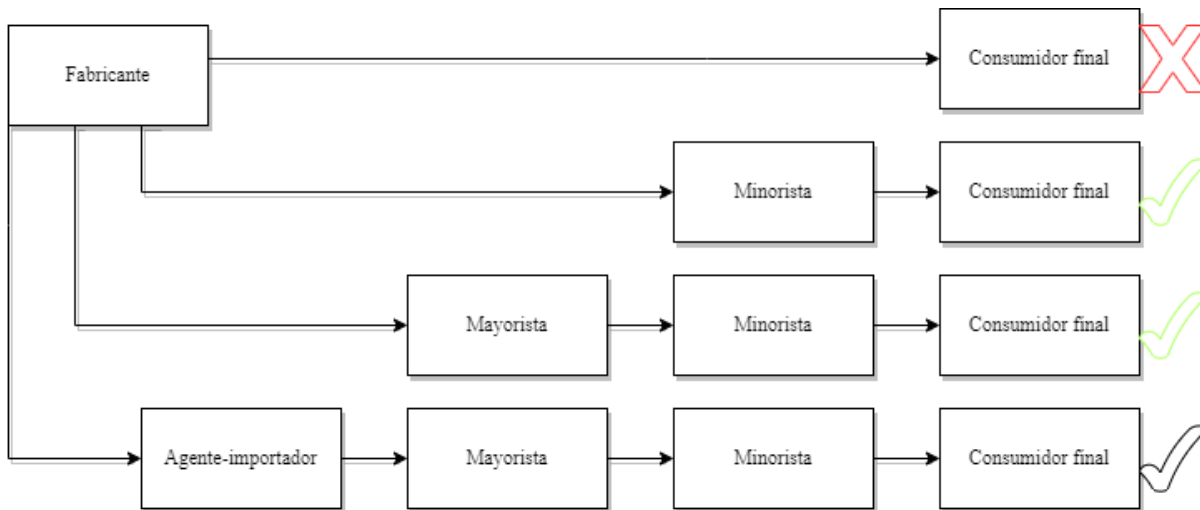 Fabricante
Consumidor final
Minorista
Consumidor final
Mayorista
Minorista
Consumidor final
Agente-importador
Mayorista
Minorista
Consumidor final